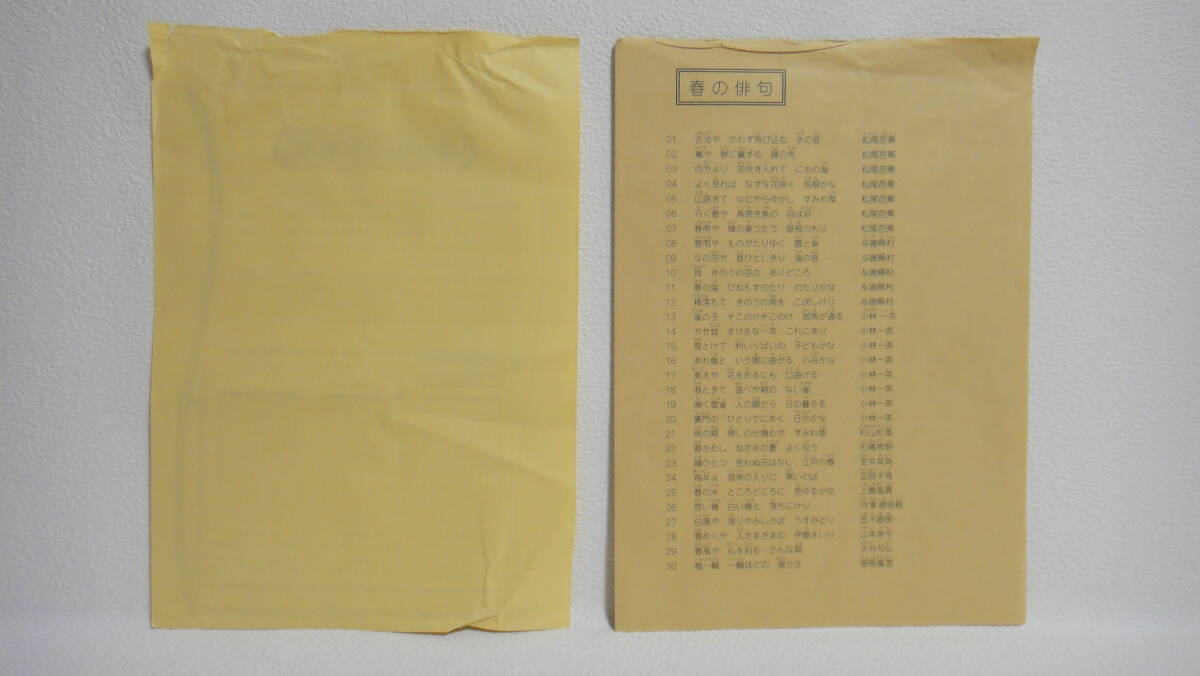 春の俳句
01 古池や かわず飛び込む 水の音 松尾芭蕉
02 鶯や 餅に糞する 縁の先 松尾芭蕉
03 四方より 花吹き入れて におの海 松尾芭蕉
04 よく見れば なずな花咲く 垣根かな 松尾芭蕉
05 山路きて なにやらゆかし すみれ草 松尾芭蕉
06 行く春や 鳥啼き魚の 目は泪 松尾芭蕉
07 春雨や 蜂の巣つたう 屋根のもり 松尾芭蕉
08 春雨や ものがたりゆく 蓑と傘 与謝蕪村
09 なの花や 昼ひとしきり 海の音 与謝蕪村
10 凧 きのうの空の ありどころ 与謝蕪村
11 春の海 ひねもすのたり のたりかな 与謝蕪村
12 椿落ちて きのうの雨を こぼしけり 与謝蕪村
13 雀の子 そこのけそこのけ 御馬が通る 小林一茶
14 やせ蛙 まけるな一茶 これにあり 小林一茶
15 雪とけて 村いっぱいの 子どもかな 小林一茶
16 あれ梅と いう間に曲がる 小舟かな 小林一茶
17 衰えや 花を折るにも 口曲げる 小林一茶
18 我ときて 遊べや親の ない雀 小林一茶
19 鳴く雲雀 人の顔から 日の暮るる 小林一茶
20 裏門の ひとりでにあく 日永かな 小林一茶
21 馬の頬 押しのけ摘むや すみれ草 杉山杉風
22 春さむし ねざめの畳 よく匂う 石橋秀野
23 鐘ひとつ 売れぬ日はなし 江戸の春 宝井其角
24 毎年よ 彼岸の入りに 寒いのは 正岡子規
25 春の水 ところどころに 見ゆるかな 上島鬼貫
26 赤い椿 白い椿と 落ちにけり 河東碧梧桐
27 白藤や 揺りやみしかば うすみどり 芝不器男
28 春めくや 人さまざまの 伊勢まいり 山本荷兮
29 春風や 仏を刻む かんな屑 大谷句仏
30 梅一輪 一輪ほどの 暖かさ 服部嵐雪